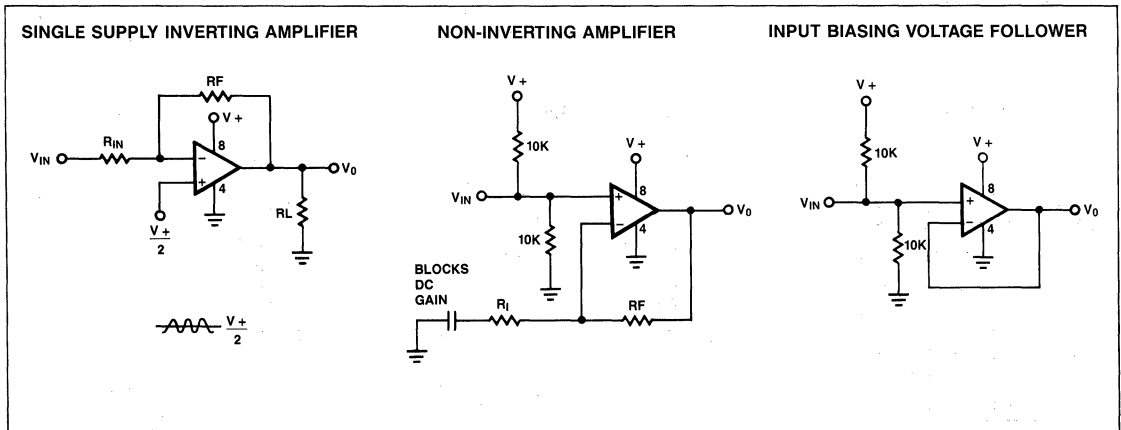 SINGLE SUPPLY INVERTING AMPLIFIER
RF
V +
RIN
VIN
8
−
+
4
V0
RL
V +
2
V +
2
NON-INVERTING AMPLIFIER
V +
10K
V +
VIN
8
+
−
4
V0
10K
BLOCKS
DC
GAIN
RI
RF
INPUT BIASING VOLTAGE FOLLOWER
V +
10K
V +
VIN
8
+
−
4
V0
10K